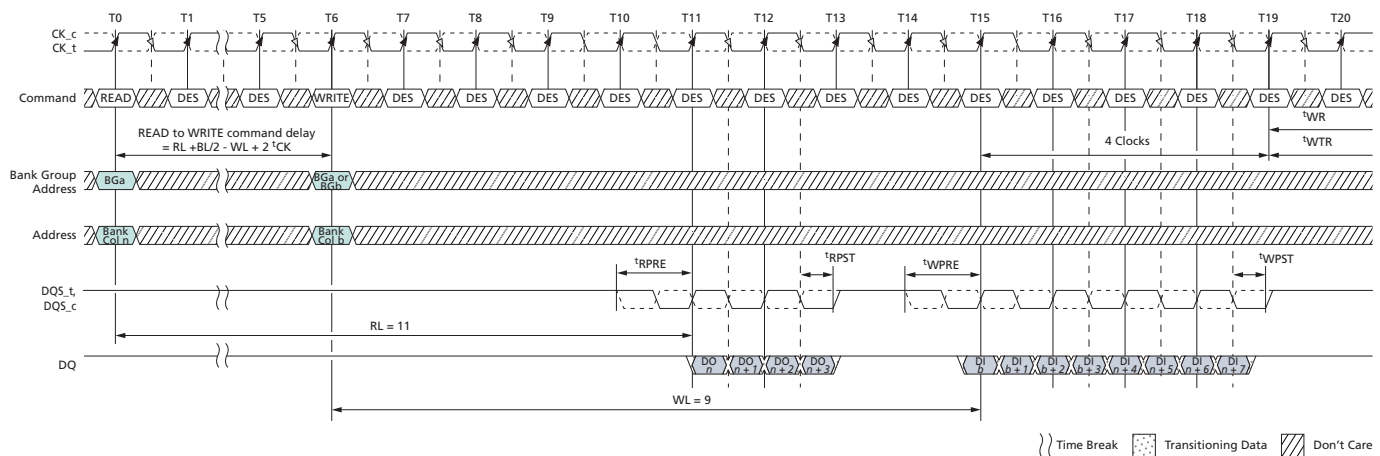 T0 T1 T5 T6 T7 T8 T9 T10 T11 T12 T13 T14 T15 T16 T17 T18 T19 T20
CK_c
CK_t
Command READ DES DES WRITE DES DES DES DES DES DES DES DES DES DES DES DES DES DES
tWR
READ to WRITE command delay
= RL +BL/2 - WL + 2 tCK
4 Clocks
tWTR
Bank Group
Address
BGa
BGa or
BGb
Address
Bank
Col n
Bank
Col b
tRPRE tRPST tWPRE tWPST
DQS_t,
DQS_c
RL = 11
DQ
DO
n
DO
n + 1
DO
n + 2
DO
n + 3
DI
b
DI
b + 1
DI
b + 2
DI
b + 3
DI
n + 4
DI
n + 5
DI
n + 6
DI
n + 7
WL = 9
Time Break Transitioning Data Don't Care